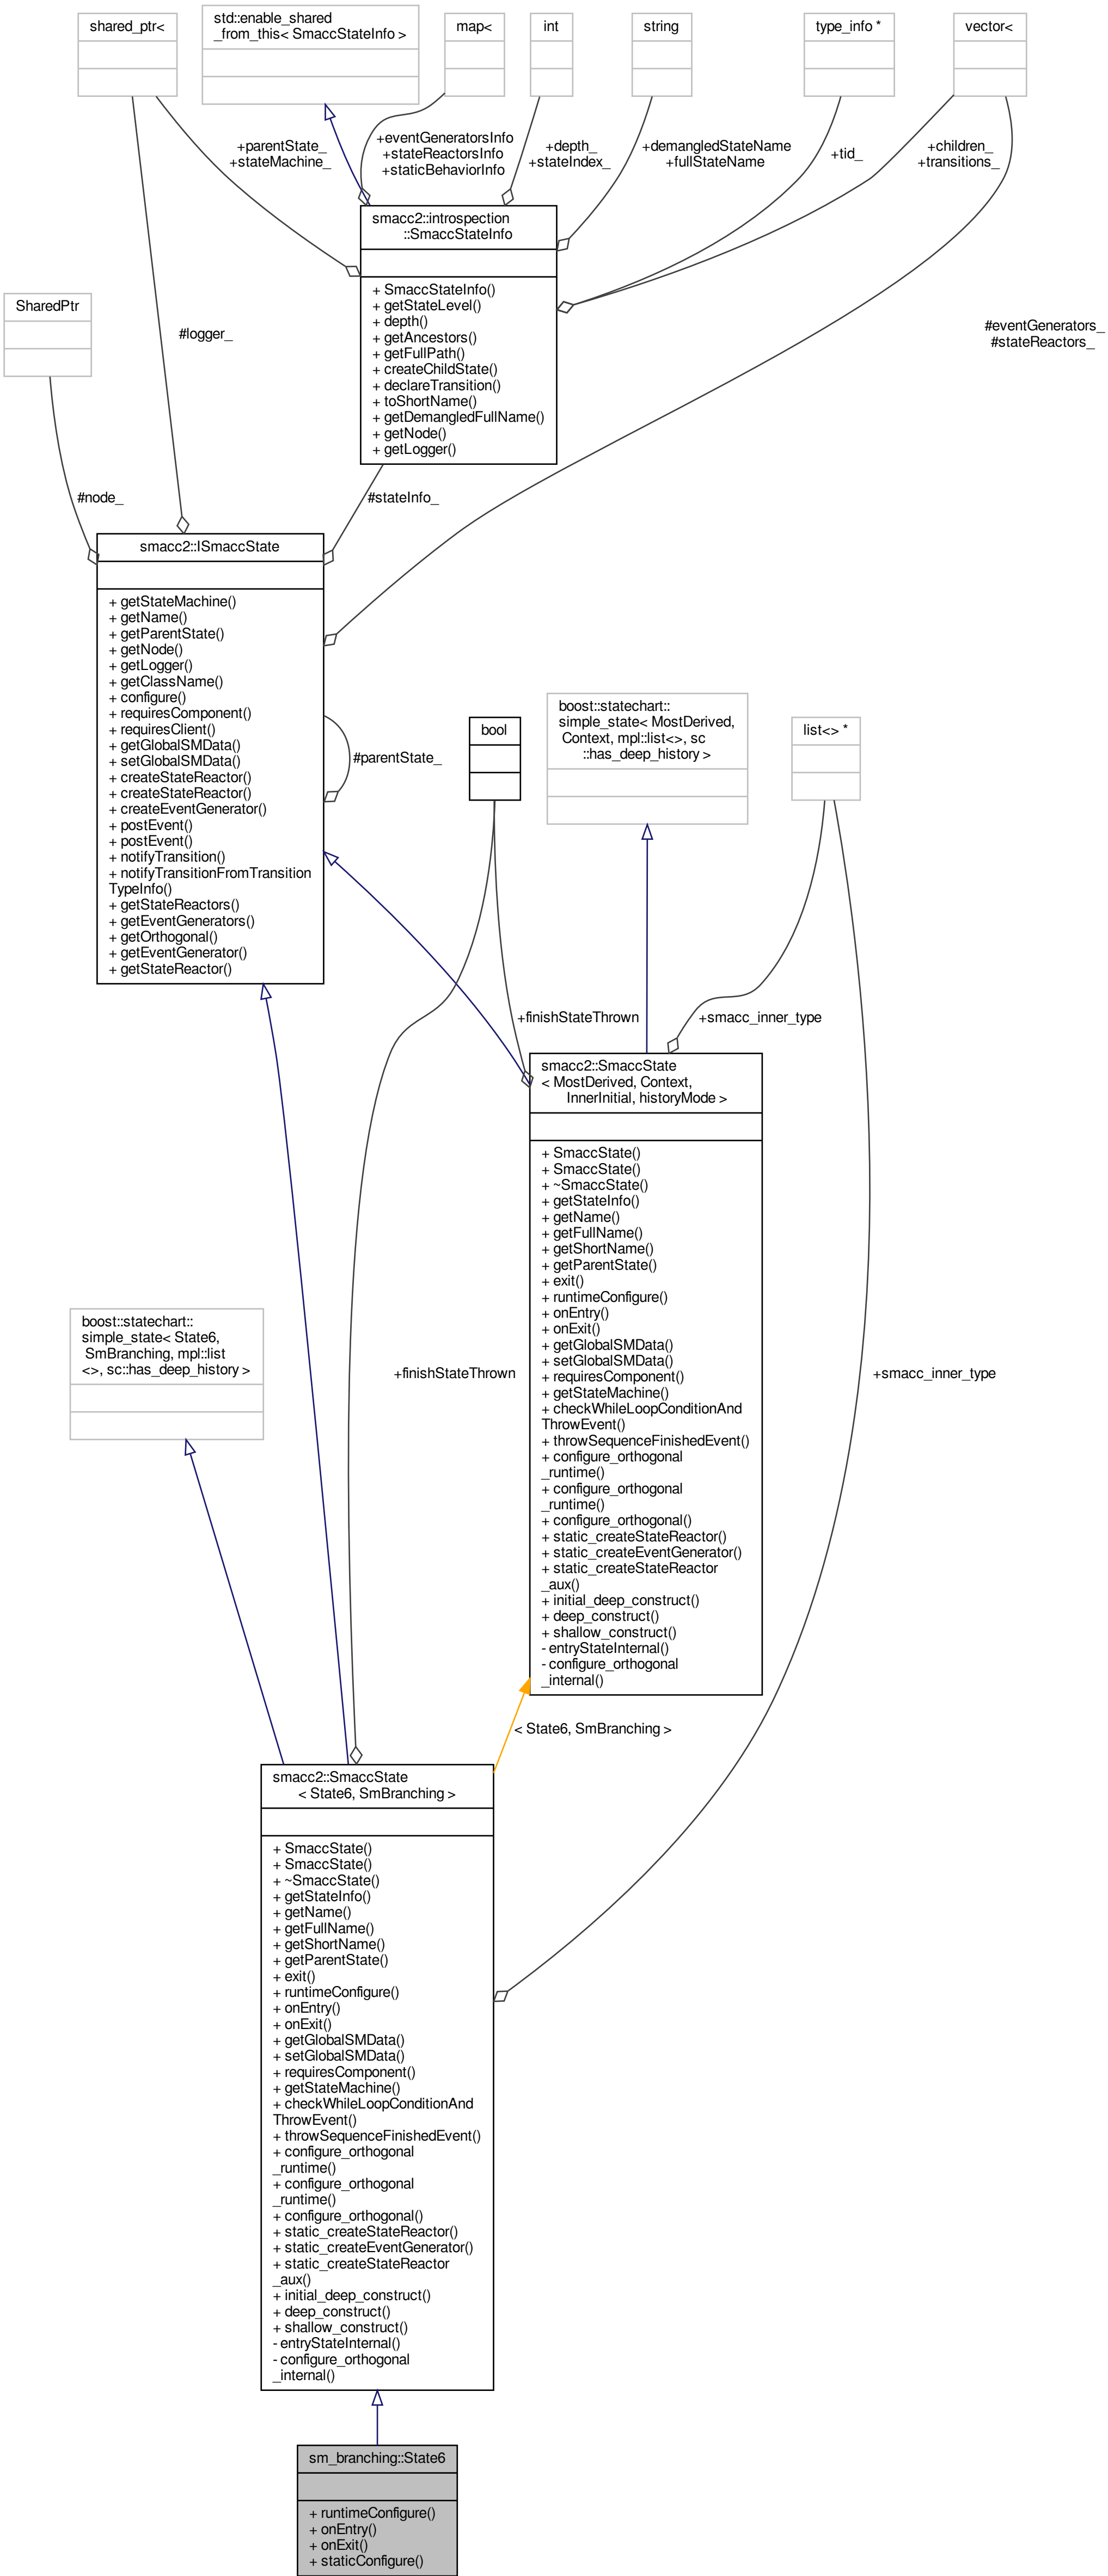 shared_ptr<
std::enable_shared
_from_this< SmaccStateInfo >
map<
int
string
type_info *
vector<
+parentState_
+stateMachine_
+eventGeneratorsInfo
+stateReactorsInfo
+staticBehaviorInfo
+depth_
+stateIndex_
+demangledStateName
+fullStateName
+tid_
+children_
+transitions_
smacc2::introspection
::SmaccStateInfo
+ SmaccStateInfo()
+ getStateLevel()
+ depth()
+ getAncestors()
+ getFullPath()
+ createChildState()
+ declareTransition()
+ toShortName()
+ getDemangledFullName()
+ getNode()
+ getLogger()
SharedPtr
#logger_
#eventGenerators_
#stateReactors_
#node_
#stateInfo_
smacc2::ISmaccState
+ getStateMachine()
+ getName()
+ getParentState()
+ getNode()
+ getLogger()
+ getClassName()
+ configure()
+ requiresComponent()
+ requiresClient()
+ getGlobalSMData()
+ setGlobalSMData()
+ createStateReactor()
+ createStateReactor()
+ createEventGenerator()
+ postEvent()
+ postEvent()
+ notifyTransition()
+ notifyTransitionFromTransition
TypeInfo()
+ getStateReactors()
+ getEventGenerators()
+ getOrthogonal()
+ getEventGenerator()
+ getStateReactor()
#parentState_
bool
boost::statechart::
simple_state< MostDerived,
Context, mpl::list<>, sc
::has_deep_history >
list<> *
+finishStateThrown
+smacc_inner_type
smacc2::SmaccState
< MostDerived, Context,
InnerInitial, historyMode >
+ SmaccState()
+ SmaccState()
+ ~SmaccState()
+ getStateInfo()
+ getName()
+ getFullName()
+ getShortName()
+ getParentState()
+ exit()
+ runtimeConfigure()
+ onEntry()
+ onExit()
+ getGlobalSMData()
+ setGlobalSMData()
+ requiresComponent()
+ getStateMachine()
+ checkWhileLoopConditionAnd
ThrowEvent()
+ throwSequenceFinishedEvent()
+ configure_orthogonal
_runtime()
+ configure_orthogonal
_runtime()
+ configure_orthogonal()
+ static_createStateReactor()
+ static_createEventGenerator()
+ static_createStateReactor
_aux()
+ initial_deep_construct()
+ deep_construct()
+ shallow_construct()
- entryStateInternal()
- configure_orthogonal
_internal()
boost::statechart::
simple_state< State6,
SmBranching, mpl::list
<>, sc::has_deep_history >
+finishStateThrown
+smacc_inner_type
< State6, SmBranching >
smacc2::SmaccState
< State6, SmBranching >
+ SmaccState()
+ SmaccState()
+ ~SmaccState()
+ getStateInfo()
+ getName()
+ getFullName()
+ getShortName()
+ getParentState()
+ exit()
+ runtimeConfigure()
+ onEntry()
+ onExit()
+ getGlobalSMData()
+ setGlobalSMData()
+ requiresComponent()
+ getStateMachine()
+ checkWhileLoopConditionAnd
ThrowEvent()
+ throwSequenceFinishedEvent()
+ configure_orthogonal
_runtime()
+ configure_orthogonal
_runtime()
+ configure_orthogonal()
+ static_createStateReactor()
+ static_createEventGenerator()
+ static_createStateReactor
_aux()
+ initial_deep_construct()
+ deep_construct()
+ shallow_construct()
- entryStateInternal()
- configure_orthogonal
_internal()
sm_branching::State6
+ runtimeConfigure()
+ onEntry()
+ onExit()
+ staticConfigure()